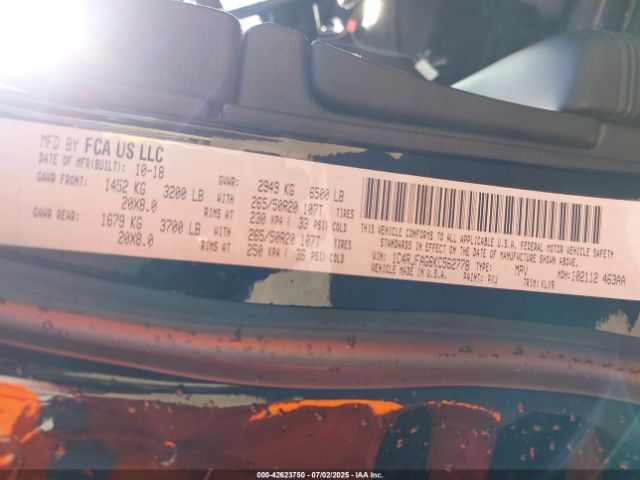 MFD BY FCA US LLC
DATE OF MFR(BUILT): 10-18 GVWR: 2949 KG 6500 LB
GAWR FRONT: 1452 KG 3200 LB WITH 265/50R20 107T TIRES
20X8.0 RIMS AT 230 KPA ( 33 PSI) COLD
GAWR REAR: 1679 KG 3700 LB WITH 265/50R20 107T TIRES
20X8.0 RIMS AT 250 KPA ( 36 PSI) COLD
THIS VEHICLE CONFORMS TO ALL APPLICABLE U.S.A. FEDERAL MOTOR VEHICLE SAFETY
STANDARDS IN EFFECT ON THE DATE OF MANUFACTURE SHOWN ABOVE.
VIN: 1C4RJFAG6KC562778 TYPE: MPV MDH: 102112 463AA
VEHICLE MADE IN U.S.A. PAINT: PXJ TRIM: KLX9
00-42623750 - 07/02/2025 - IAAI.COM